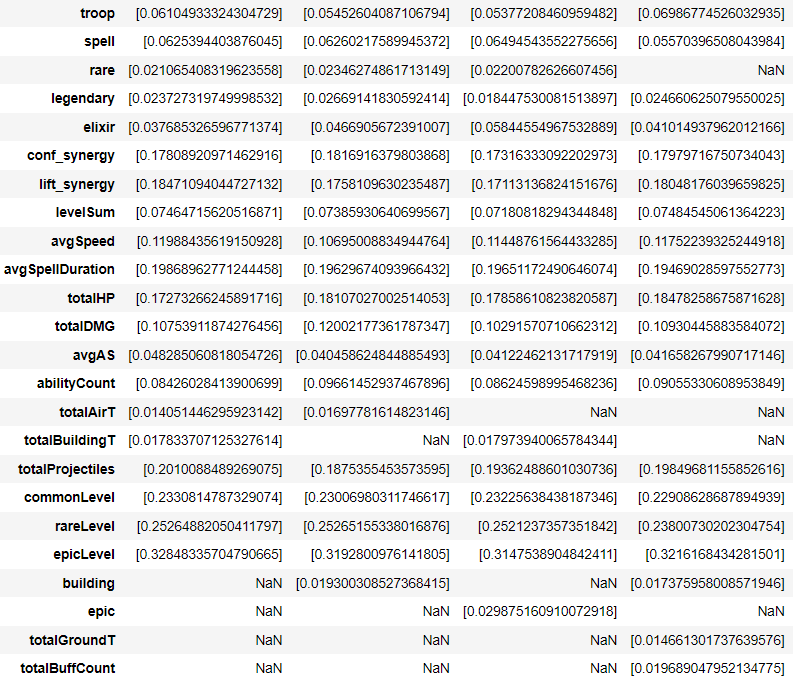 troop [0.06104933324304729] [0.05452604087106794] [0.05377208460959482] [0.06986774526032935]
spell [0.0625394403876045] [0.06260217589945372] [0.06494543552275656] [0.05570396508043984]
rare [0.021065408319623558] [0.02346274861713149] [0.02200782626607456] NaN
legendary [0.023727319749998532] [0.02669141830592414] [0.018447530081513897] [0.024660625079550025]
elixir [0.037685326596771374] [0.0466905672391007] [0.05844554967532889] [0.041014937962012166]
conf_synergy [0.17808920971462916] [0.1816916379803868] [0.17316333092202973] [0.17979716750734043]
lift_synergy [0.18471094044727132] [0.1758109630235487] [0.17113136824151676] [0.18048176039659825]
levelSum [0.07464715620516871] [0.07385930640699567] [0.07180818294344848] [0.07484545061364223]
avgSpeed [0.11988435619150928] [0.10695008834944764] [0.11448761564433285] [0.11752239325244918]
avgSpellDuration [0.19868962771244458] [0.19629674093966432] [0.19651172490646074] [0.19469028597552773]
totalHP [0.17273266245891716] [0.18107027002514053] [0.17858610823820587] [0.18478258675871628]
totalDMG [0.10753911874276456] [0.12002177361787347] [0.10291570710662312] [0.10930445883584072]
avgAS [0.048285060818054726] [0.040458624844885493] [0.04122462131717919] [0.041658267990717146]
abilityCount [0.08426028413900699] [0.09661452937467896] [0.08624598995468236] [0.09055330608953849]
totalAirT [0.014051446295923142] [0.01697781614823146] NaN NaN
totalBuildingT [0.017833707125327614] NaN [0.017973940065784344] NaN
totalProjectiles [0.2010088489269075] [0.1875355453573595] [0.19362488601030736] [0.19849681155852616]
commonLevel [0.2330814787329074] [0.23006980311746617] [0.23225638438187346] [0.22908628687894939]
rareLevel [0.25264882050411797] [0.25265155338016876] [0.2521237357351842] [0.23800730202304754]
epicLevel [0.32848335704790665] [0.3192800976141805] [0.3147538904842411] [0.3216168434281501]
building NaN [0.019300308527368415] NaN [0.017375958008571946]
epic NaN NaN [0.029875160910072918] NaN
totalGroundT NaN NaN NaN [0.014661301737639576]
totalBuffCount NaN NaN NaN [0.019689047952134775]